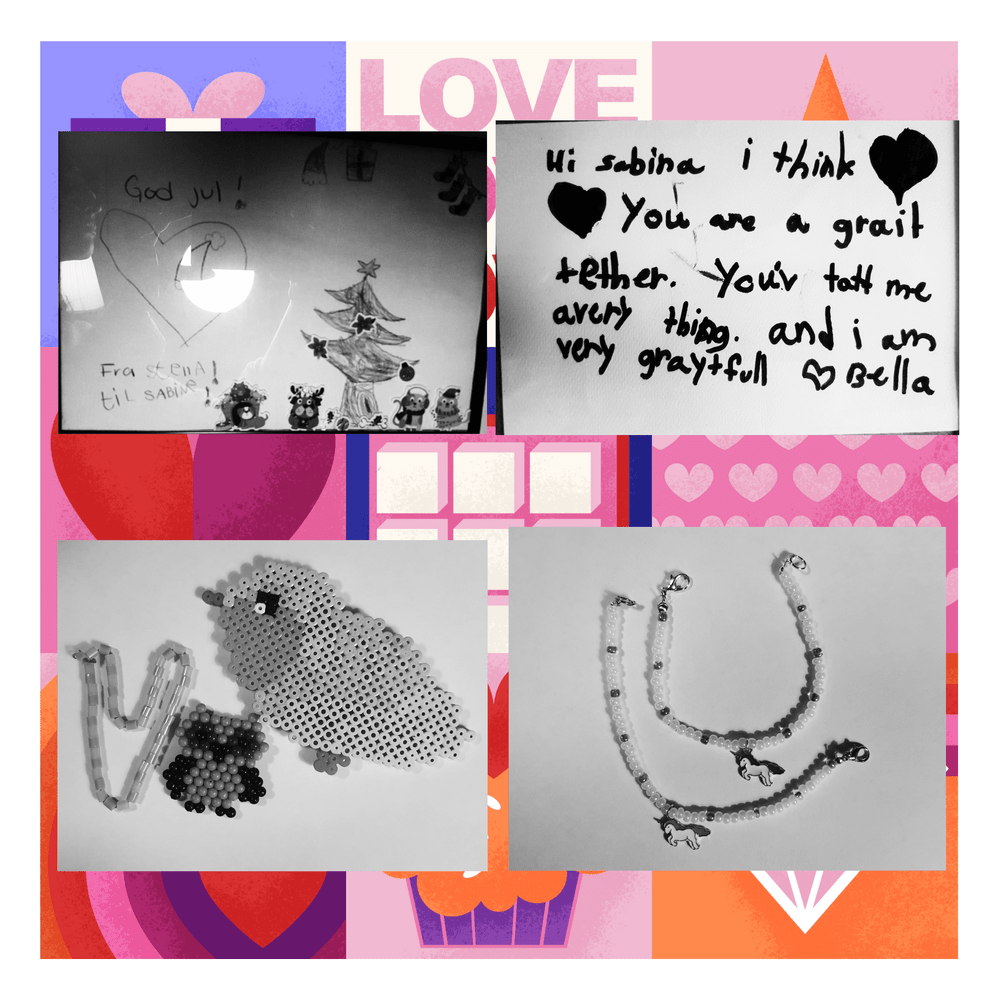 LOVE
God jul!
Fra stEnA!
tiL SABiNE!
Hi sabina i think
You are a grait
tether. You'v tatt me
avery thing. and i am
very graytfull ♡ Bella